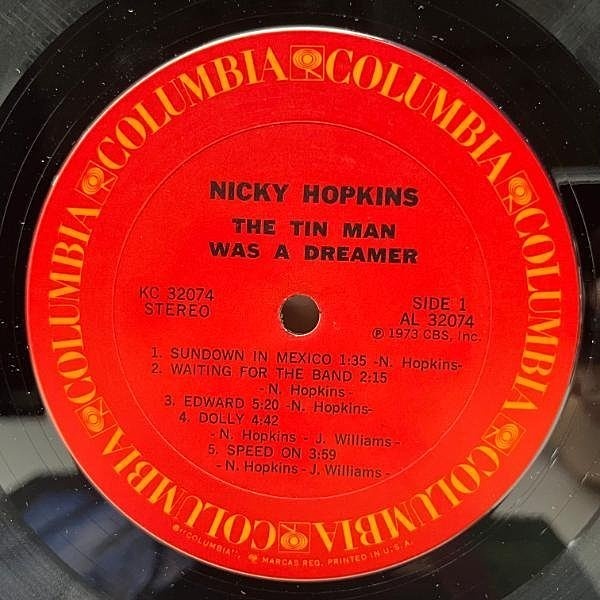 COLUMBIA COLUMBIA COLUMBIA COLUMBIA COLUMBIA COLUMBIA
NICKY HOPKINS
THE TIN MAN
WAS A DREAMER
KC 32074
STEREO
SIDE 1
AL 32074
℗ 1973 CBS, Inc.
1. SUNDOWN IN MEXICO 1:35 -N. Hopkins-
2. WAITING FOR THE BAND 2:15
-N. Hopkins-
3. EDWARD 5:20 -N. Hopkins-
4. DOLLY 4:42
-N. Hopkins - J. Williams-
5. SPEED ON 3:59
-N. Hopkins - J. Williams-
®"COLUMBIA", MARCAS REG. PRINTED IN U.S.A.